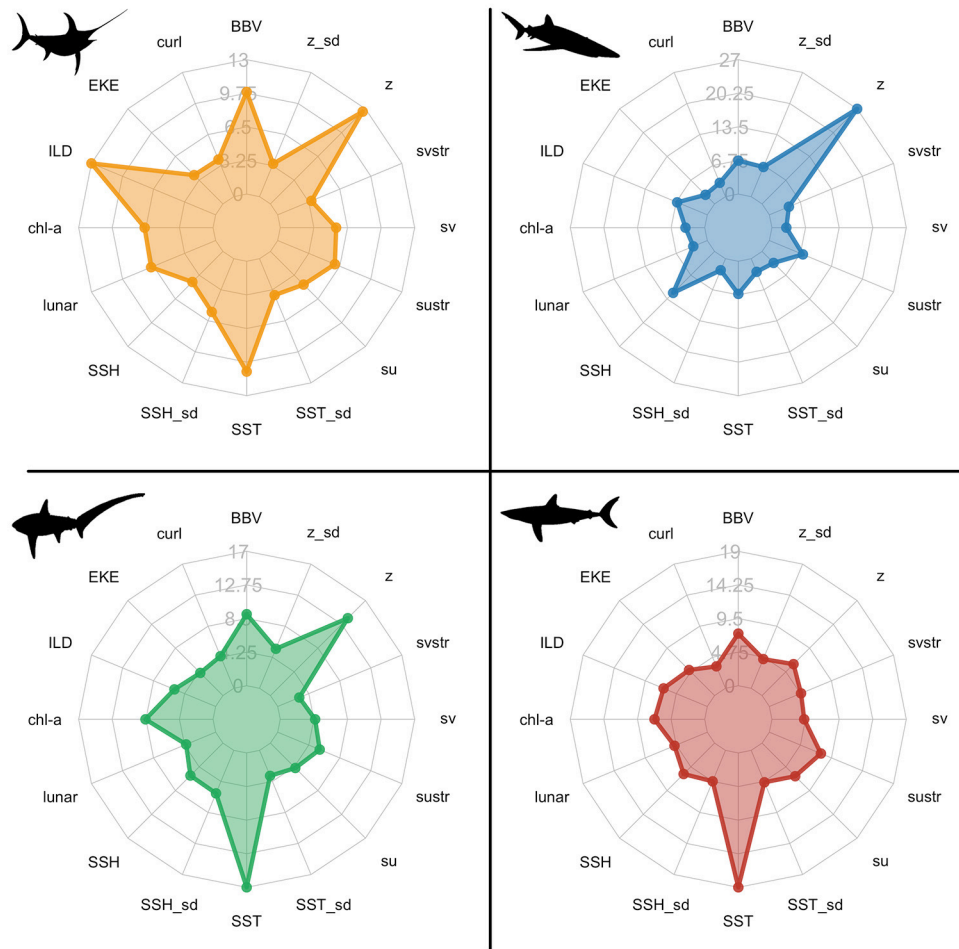 BBV
curl
z_sd
EKE
z
ILD
svstr
chl-a
sv
lunar
sustr
SSH
su
SSH_sd
SST_sd
SST
13
9.75
6.5
3.25
0
BBV
curl
z_sd
EKE
z
ILD
svstr
chl-a
sv
lunar
sustr
SSH
su
SSH_sd
SST_sd
SST
27
20.25
13.5
6.75
0
BBV
curl
z_sd
EKE
z
ILD
svstr
chl-a
sv
lunar
sustr
SSH
su
SSH_sd
SST_sd
SST
17
12.75
8.5
4.25
0
BBV
curl
z_sd
EKE
z
ILD
svstr
chl-a
sv
lunar
sustr
SSH
su
SSH_sd
SST_sd
SST
19
14.25
9.5
4.75
0